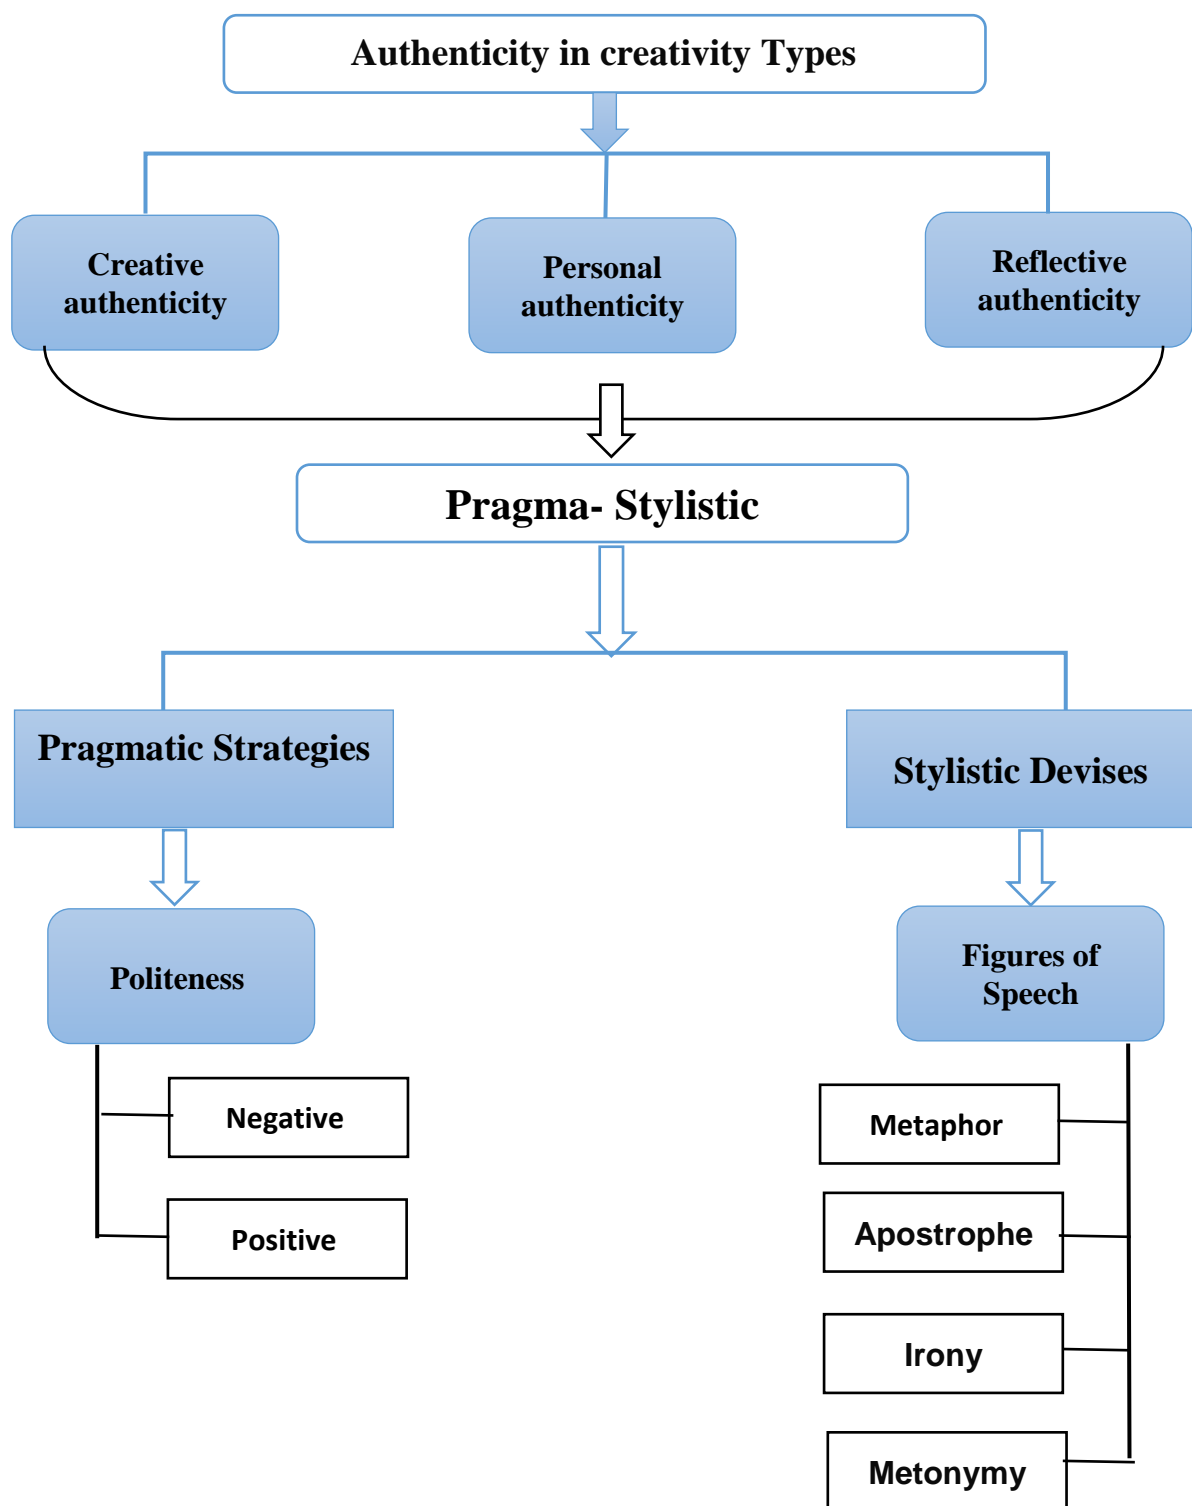 Authenticity in creativity Types
Creative
authenticity
Personal
authenticity
Reflective
authenticity
Pragma- Stylistic
Pragmatic Strategies
Stylistic Devises
Politeness
Figures of
Speech
Negative
Positive
Metaphor
Apostrophe
Irony
Metonymy